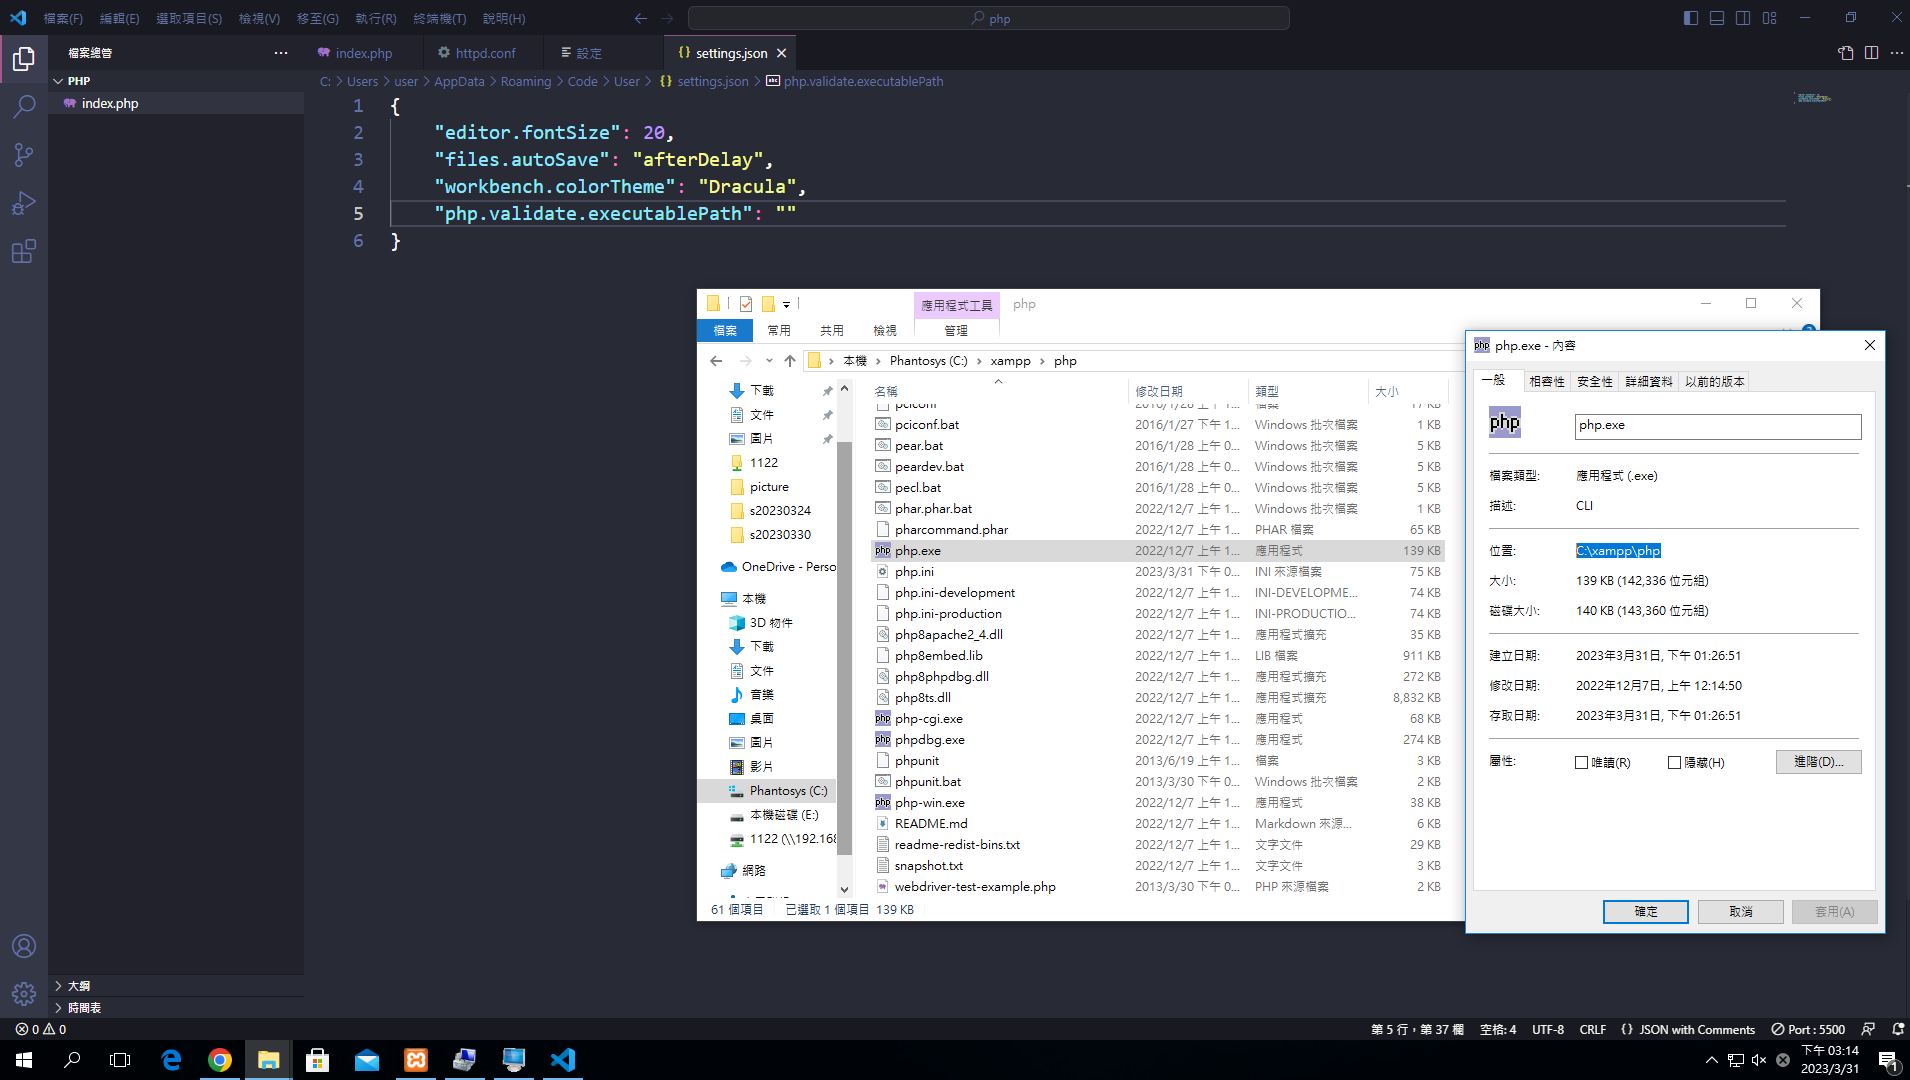 檔案(F) 編輯(E) 選取項目(S) 檢視(V) 移至(G) 執行(R) 終端機(T) 說明(H) php
檔案總管
index.php httpd.conf 設定 {} settings.json
PHP
index.php
C: > Users > user > AppData > Roaming > Code > User > {} settings.json > php.validate.executablePath
1 {
2 "editor.fontSize": 20,
3 "files.autoSave": "afterDelay",
4 "workbench.colorTheme": "Dracula",
5 "php.validate.executablePath": ""
6 }
大綱
時間表
應用程式工具 php
檔案 常用 共用 檢視 管理
本機 > Phantosys (C:) > xampp > php
下載
文件
圖片
1122
picture
s20230324
s20230330
OneDrive - Perso
本機
3D 物件
下載
文件
音樂
桌面
圖片
影片
Phantosys (C:)
本機磁碟 (E:)
1122 (\\192.168
網路
名稱 修改日期 類型 大小
pciconf 2016/1/28 上午 1... 檔案 17 KB
pciconf.bat 2016/1/27 下午 1... Windows 批次檔案 1 KB
pear.bat 2016/1/28 上午 0... Windows 批次檔案 5 KB
peardev.bat 2016/1/28 上午 0... Windows 批次檔案 5 KB
pecl.bat 2016/1/28 上午 0... Windows 批次檔案 5 KB
phar.phar.bat 2022/12/7 上午 1... Windows 批次檔案 1 KB
pharcommand.phar 2022/12/7 上午 1... PHAR 檔案 65 KB
php.exe 2022/12/7 上午 1... 應用程式 139 KB
php.ini 2023/3/31 下午 0... INI 來源檔案 75 KB
php.ini-development 2022/12/7 上午 1... INI-DEVELOPME... 74 KB
php.ini-production 2022/12/7 上午 1... INI-PRODUCTIO... 74 KB
php8apache2_4.dll 2022/12/7 上午 1... 應用程式擴充 35 KB
php8embed.lib 2022/12/7 上午 1... LIB 檔案 911 KB
php8phpdbg.dll 2022/12/7 上午 1... 應用程式擴充 272 KB
php8ts.dll 2022/12/7 上午 1... 應用程式擴充 8,832 KB
php-cgi.exe 2022/12/7 上午 1... 應用程式 68 KB
phpdbg.exe 2022/12/7 上午 1... 應用程式 274 KB
phpunit 2013/6/19 上午 1... 檔案 3 KB
phpunit.bat 2013/3/30 下午 0... Windows 批次檔案 2 KB
php-win.exe 2022/12/7 上午 1... 應用程式 38 KB
README.md 2022/12/7 上午 1... Markdown 來源... 6 KB
readme-redist-bins.txt 2022/12/7 上午 1... 文字文件 29 KB
snapshot.txt 2022/12/7 上午 1... 文字文件 3 KB
webdriver-test-example.php 2013/3/30 下午 0... PHP 來源檔案 2 KB
61 個項目 已選取 1 個項目 139 KB
php php.exe - 內容
一般 相容性 安全性 詳細資料 以前的版本
php php.exe
檔案類型: 應用程式 (.exe)
描述: CLI
位置: C:\xampp\php
大小: 139 KB (142,336 位元組)
磁碟大小: 140 KB (143,360 位元組)
建立日期: 2023年3月31日, 下午 01:26:51
修改日期: 2022年12月7日, 上午 12:14:50
存取日期: 2023年3月31日, 下午 01:26:51
屬性: 唯讀(R) 隱藏(H) 進階(D)...
確定 取消 套用(A)
0 0 第 5 行，第 37 欄 空格: 4 UTF-8 CRLF {} JSON with Comments Port : 5500
下午 03:14
2023/3/31
1